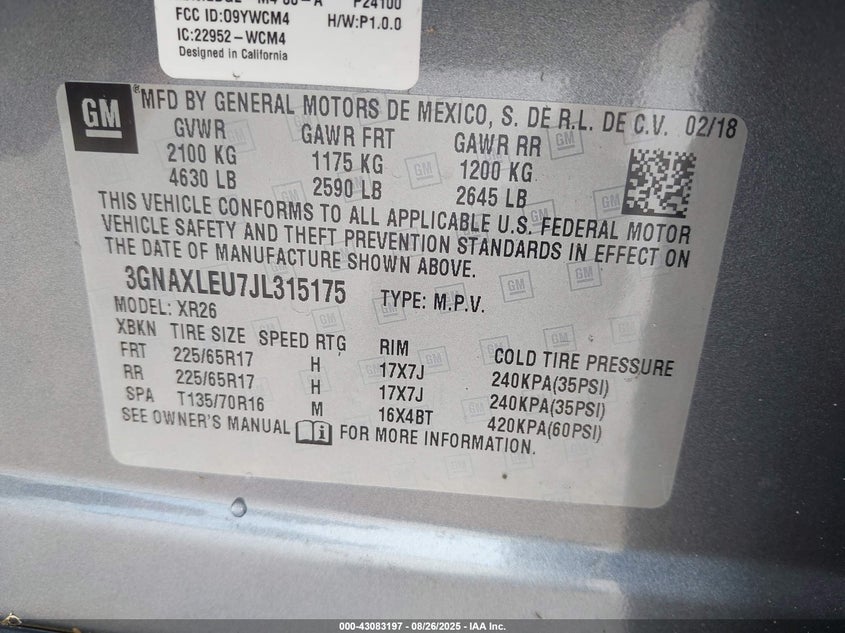 P24100
FCC ID:O9YWCM4
H/W:P1.0.0
IC:22952-WCM4
Designed in California
GM
® MFD BY GENERAL MOTORS DE MEXICO, S. DE R.L. DE C.V. 02/18
GVWR GAWR FRT GAWR RR
2100 KG 1175 KG 1200 KG
4630 LB 2590 LB 2645 LB
THIS VEHICLE CONFORMS TO ALL APPLICABLE U.S. FEDERAL MOTOR
VEHICLE SAFETY AND THEFT PREVENTION STANDARDS IN EFFECT ON
THE DATE OF MANUFACTURE SHOWN ABOVE.
3GNAXLEU7JL315175 TYPE: M.P.V.
MODEL: XR26
XBKN TIRE SIZE SPEED RTG RIM COLD TIRE PRESSURE
FRT 225/65R17 H 17X7J 240KPA(35PSI)
RR 225/65R17 H 17X7J 240KPA(35PSI)
SPA T135/70R16 M 16X4BT 420KPA(60PSI)
SEE OWNER'S MANUAL FOR MORE INFORMATION.
000-43083197 - 08/26/2025 - IAA Inc.